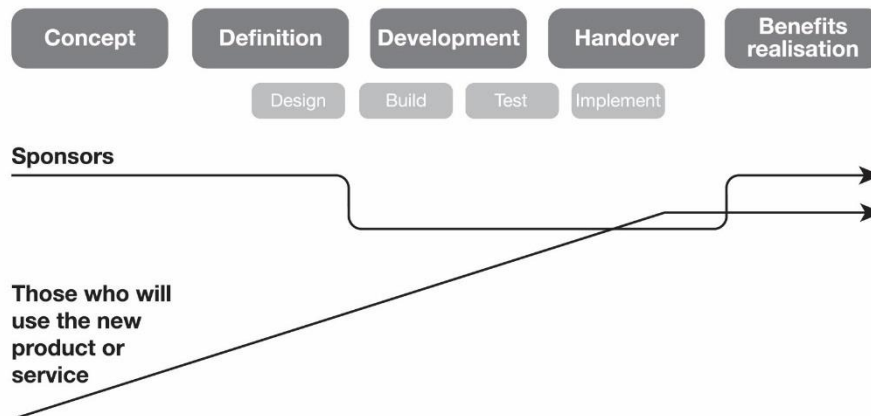 Concept
Definition
Development
Handover
Benefits
realisation
Design
Build
Test
Implement
Sponsors
Those who will
use the new
product or
service